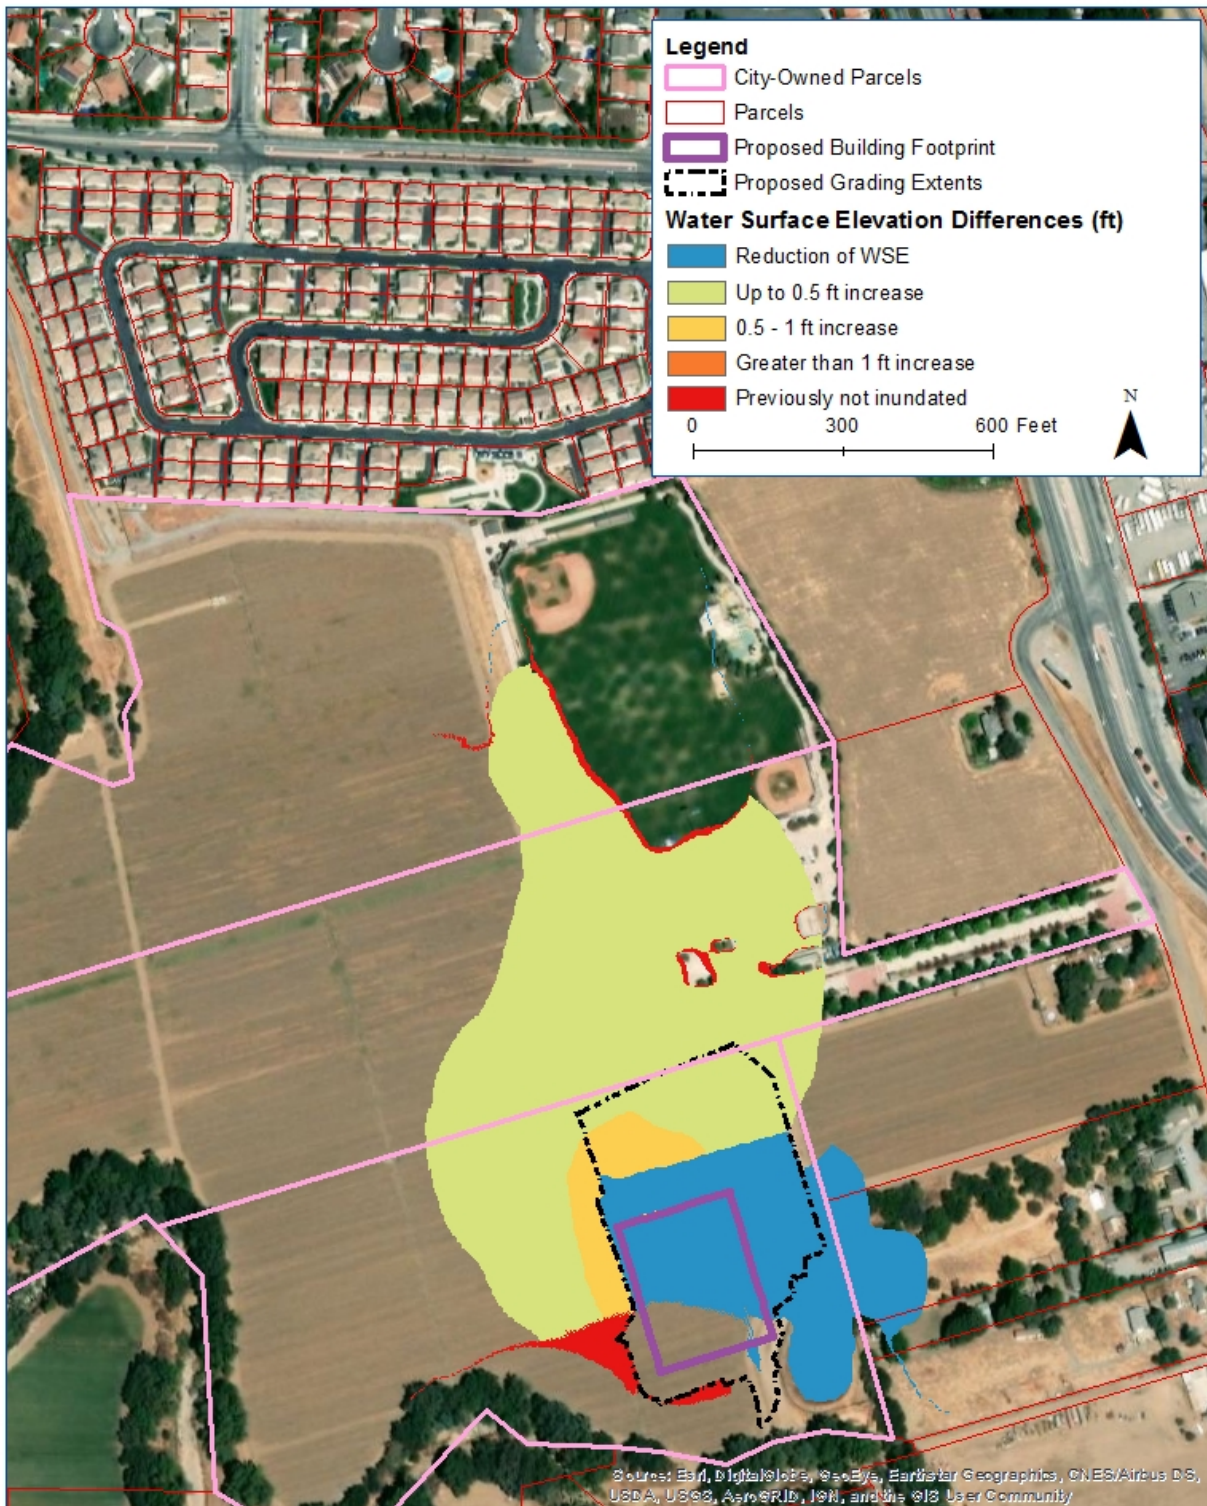 Legend
City-Owned Parcels
Parcels
Proposed Building Footprint
Proposed Grading Extents
Water Surface Elevation Differences (ft)
Reduction of WSE
Up to 0.5 ft increase
0.5 - 1 ft increase
Greater than 1 ft increase
Previously not inundated
N
0 300 600 Feet
Source: Esri, DigitalGlobe, GeoEye, Earthstar Geographics, CNES/Airbus DS,
USDA, USGS, AeroGRID, IGN, and the GIS User Community